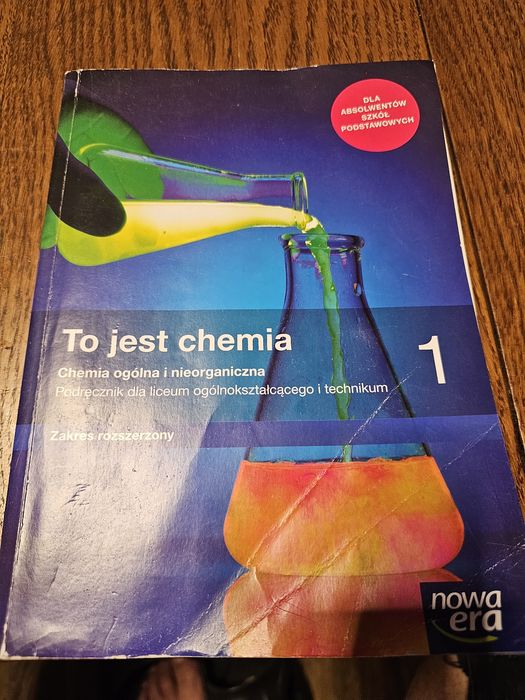 DLA
ABSOLWENTÓW
SZKÓŁ
PODSTAWOWYCH
To jest chemia
1
Chemia ogólna i nieorganiczna
Podręcznik dla liceum ogólnokształcącego i technikum
Zakres rozszerzony
nowa
era